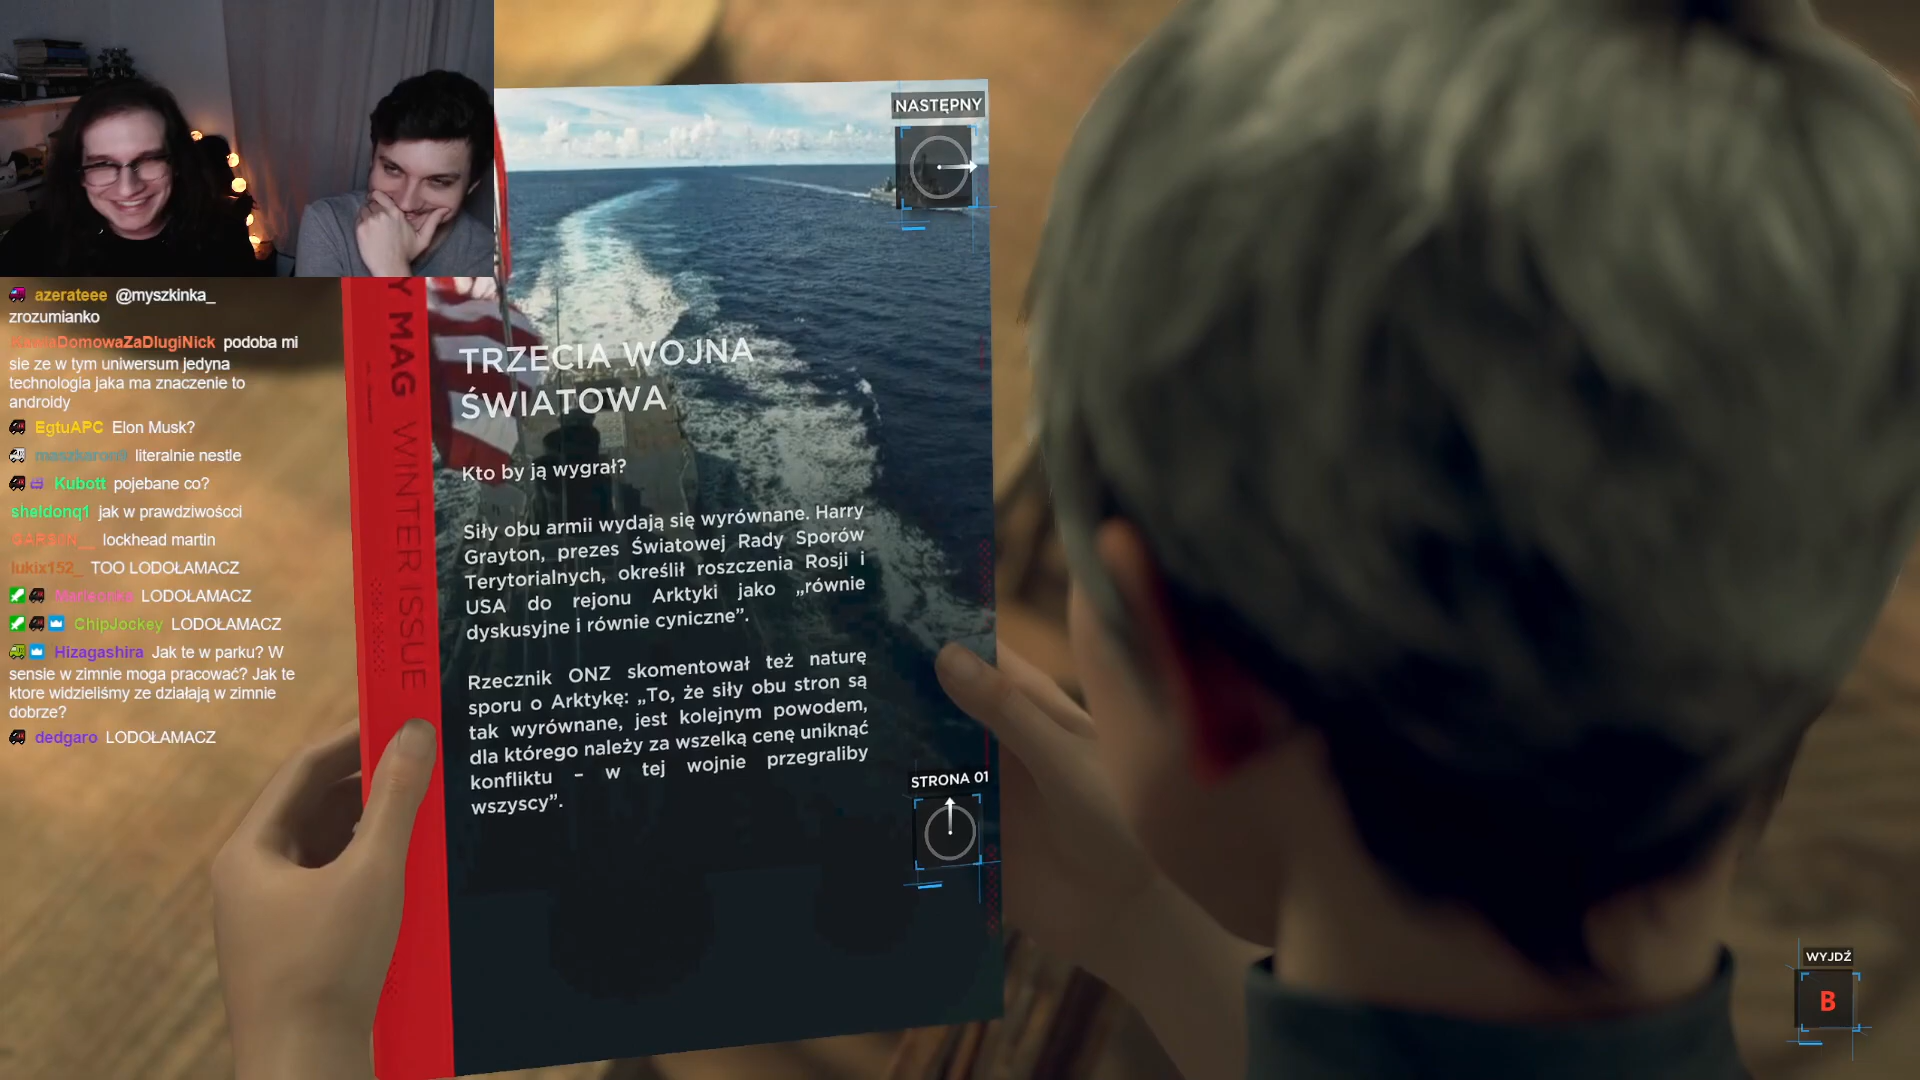 azerateee @myszkinka_
zrozumianko
DomowaZaDlugiNick podoba mi
sie ze w tym uniwersum jedyna
technologia jaka ma znaczenie to
androidy
EgtuAPC Elon Musk?
literalnie nestle
Kubott pojebane co?
sheldonq1 jak w prawdziwoścci
lockhead martin
lukix152_ TOO LODOŁAMACZ
LODOŁAMACZ
ChipJockey LODOŁAMACZ
Hizagashira Jak te w parku? W
sensie w zimnie moga pracować? Jak te
ktore widzieliśmy ze działają w zimnie
dobrze?
dedgaro LODOŁAMACZ
Y MAG WINTER ISSUE
NASTĘPNY
TRZECIA WOJNA
ŚWIATOWA
Kto by ją wygrał?
Siły obu armii wydają się wyrównane. Harry
Grayton, prezes Światowej Rady Sporów
Terytorialnych, określił roszczenia Rosji i
USA do rejonu Arktyki jako „równie
dyskusyjne i równie cyniczne”.
Rzecznik ONZ skomentował też naturę
sporu o Arktykę: „To, że siły obu stron są
tak wyrównane, jest kolejnym powodem,
dla którego należy za wszelką cenę uniknąć
konfliktu – w tej wojnie przegraliby
wszyscy”.
STRONA 01
WYJDŹ
B